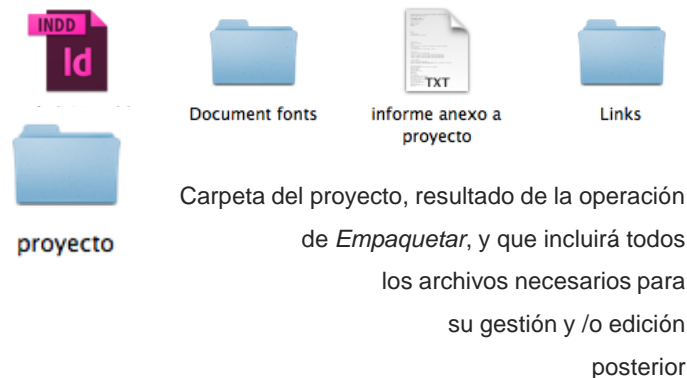 INDD
Id
TXT
Document fonts
informe anexo a
proyecto
Links
proyecto
Carpeta del proyecto, resultado de la operación
de Empaquetar, y que incluirá todos
los archivos necesarios para
su gestión y /o edición
posterior